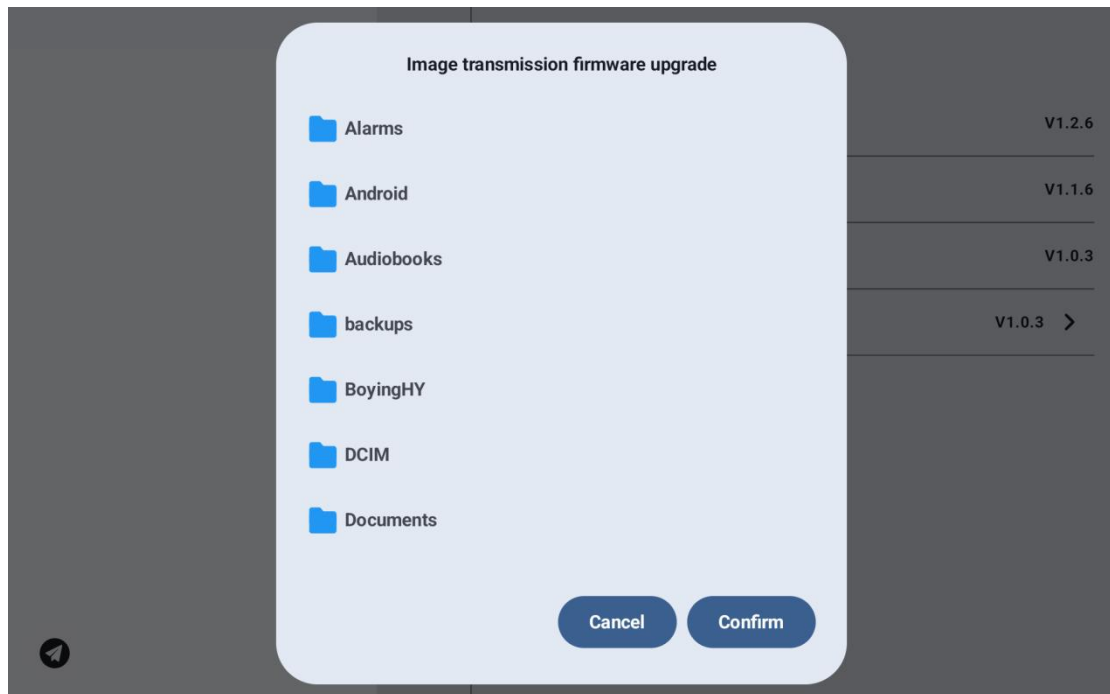 Image transmission firmware upgrade
Alarms
Android
Audiobooks
backups
BoyingHY
DCIM
Documents
Cancel
Confirm
V1.2.6
V1.1.6
V1.0.3
V1.0.3